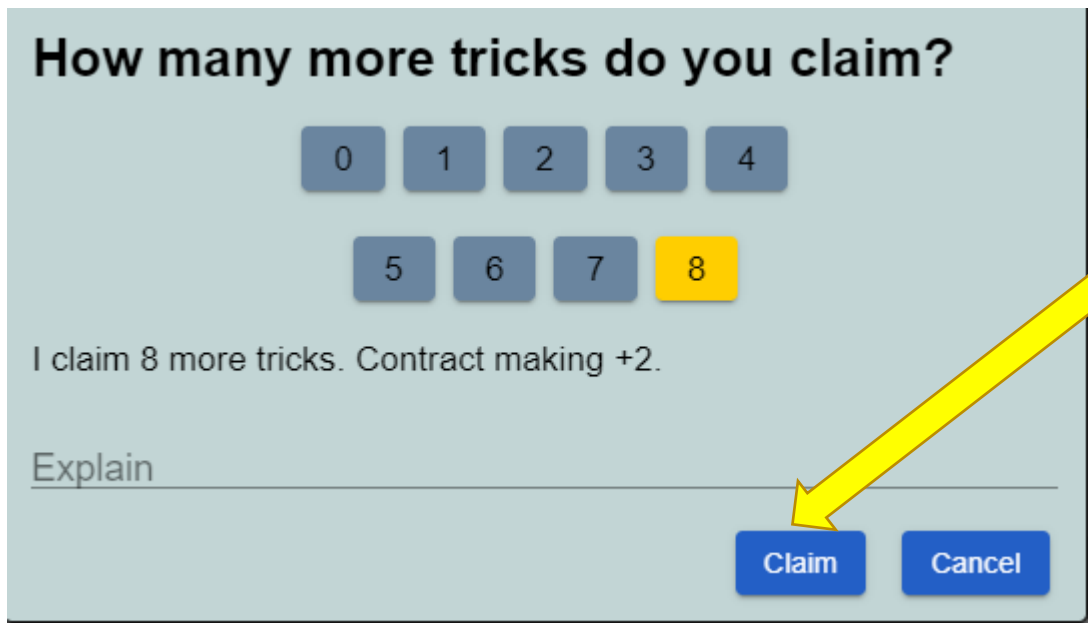 How many more tricks do you claim?
0 1 2 3 4
5 6 7 8
I claim 8 more tricks. Contract making +2.
Explain
Claim Cancel